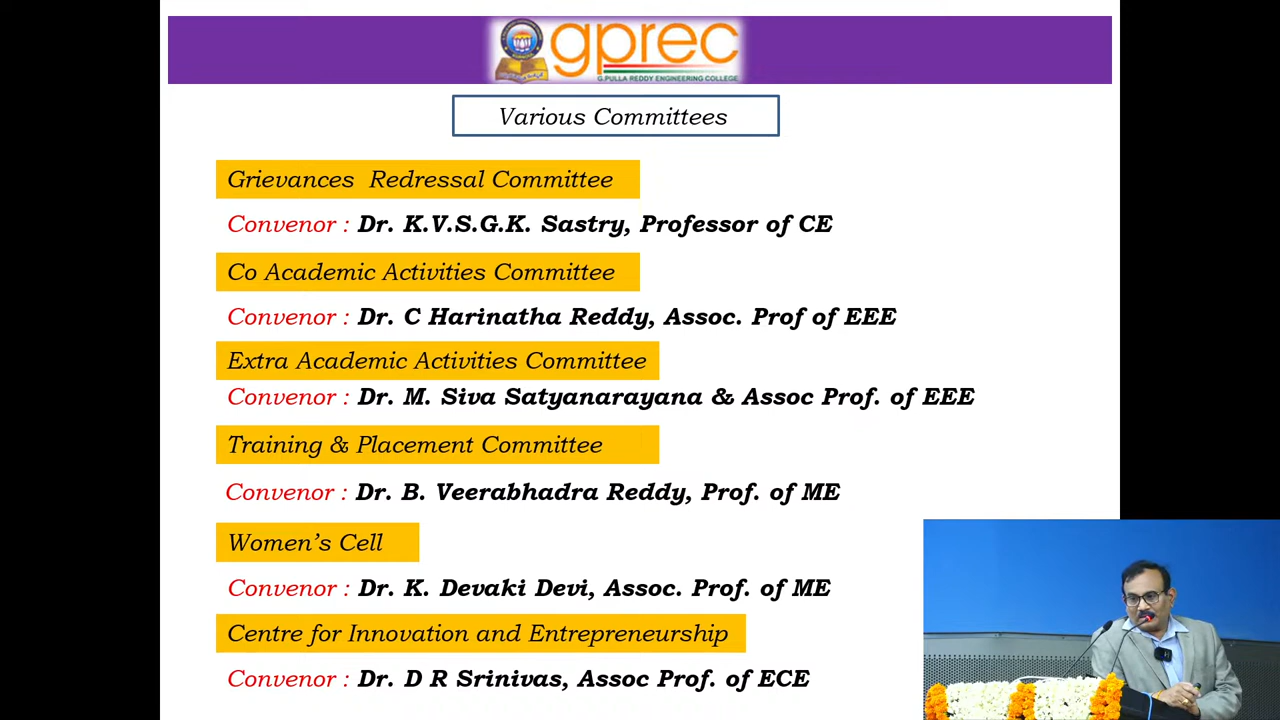 gprec
G.PULLA REDDY ENGINEERING COLLEGE
Various Committees
Grievances Redressal Committee
Convenor : Dr. K.V.S.G.K. Sastry, Professor of CE
Co Academic Activities Committee
Convenor : Dr. C Harinatha Reddy, Assoc. Prof of EEE
Extra Academic Activities Committee
Convenor : Dr. M. Siva Satyanarayana & Assoc Prof. of EEE
Training & Placement Committee
Convenor : Dr. B. Veerabhadra Reddy, Prof. of ME
Women's Cell
Convenor : Dr. K. Devaki Devi, Assoc. Prof. of ME
Centre for Innovation and Entrepreneurship
Convenor : Dr. D R Srinivas, Assoc Prof. of ECE